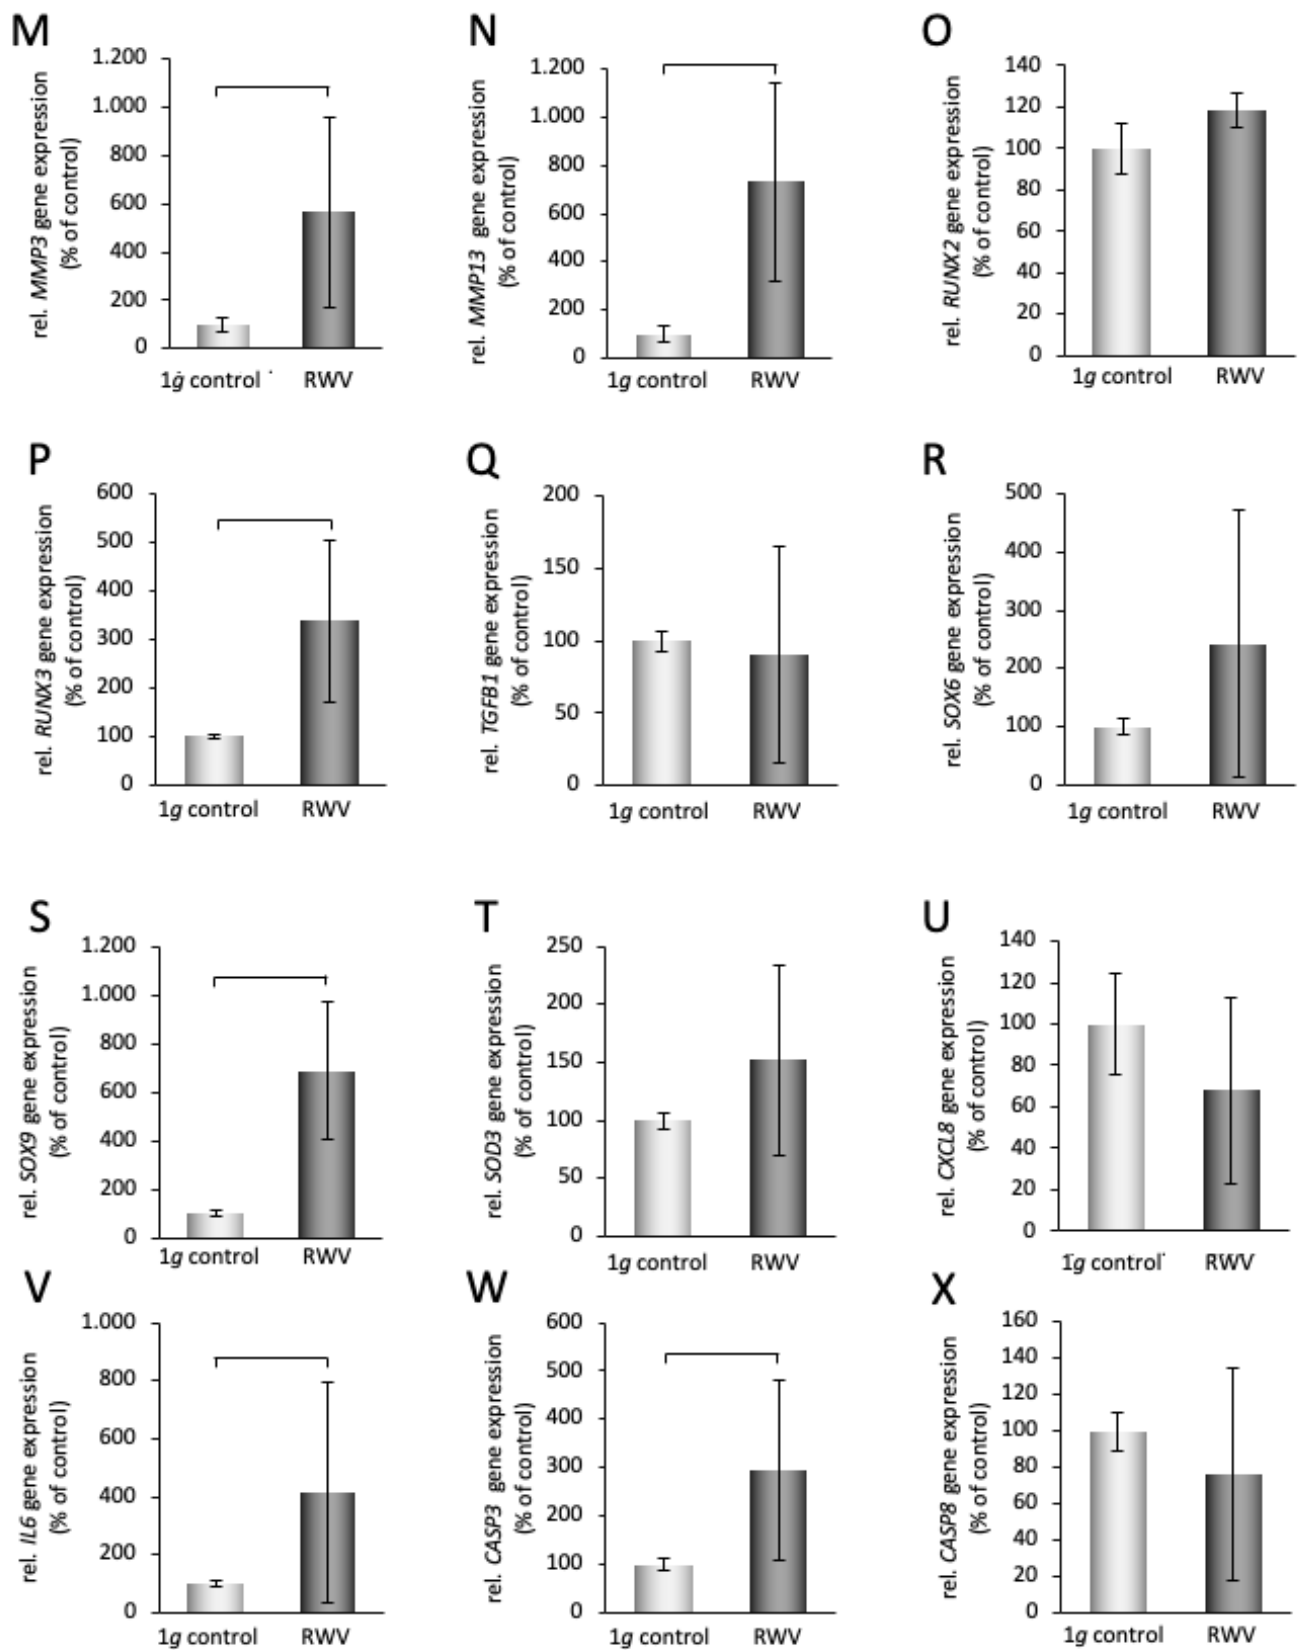 M
rel. MMP3 gene expression
(% of control)
1.200
1.000
800
600
400
200
0
1g control
RWV
N
rel. MMP13 gene expression
(% of control)
1.200
1.000
800
600
400
200
0
1g control
RWV
O
rel. RUNX2 gene expression
(% of control)
140
120
100
80
60
40
20
0
1g control
RWV
P
rel. RUNX3 gene expression
(% of control)
600
500
400
300
200
100
0
1g control
RWV
Q
rel. TGFB1 gene expression
(% of control)
200
150
100
50
0
1g control
RWV
R
rel. SOX6 gene expression
(% of control)
500
400
300
200
100
0
1g control
RWV
S
rel. SOX9 gene expression
(% of control)
1.200
1.000
800
600
400
200
0
1g control
RWV
T
rel. SOD3 gene expression
(% of control)
250
200
150
100
50
0
1g control
RWV
U
rel. CXCL8 gene expression
(% of control)
140
120
100
80
60
40
20
0
1g control
RWV
V
rel. IL6 gene expression
(% of control)
1.000
800
600
400
200
0
1g control
RWV
W
rel. CASP3 gene expression
(% of control)
600
500
400
300
200
100
0
1g control
RWV
X
rel. CASP8 gene expression
(% of control)
160
140
120
100
80
60
40
20
0
1g control
RWV